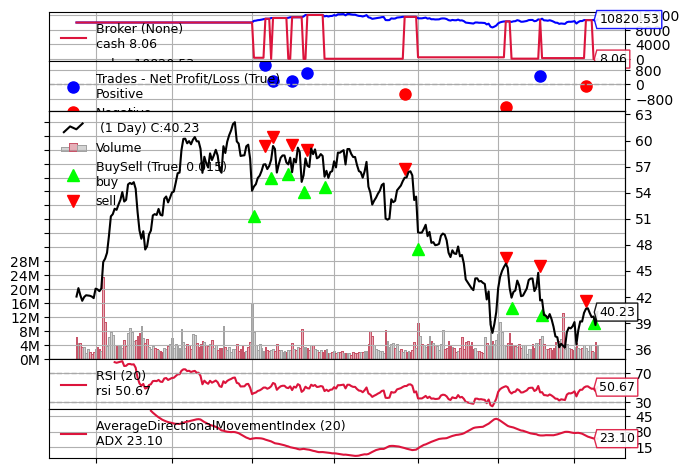 Broker (None)
cash 8.06
10820.53
8000
4000
0
8.06
Trades - Net Profit/Loss (True)
Positive
Negative
800
0
−800
(1 Day) C:40.23
Volume
BuySell (True, 0.015)
buy
sell
63
60
57
54
51
48
45
42
40.23
39
36
28M
24M
20M
16M
12M
8M
4M
0M
RSI (20)
rsi 50.67
70
50.67
30
AverageDirectionalMovementIndex (20)
ADX 23.10
45
30
23.10
15